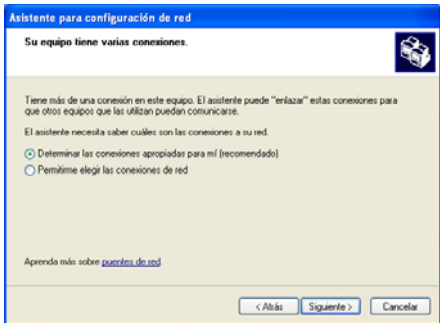 Asistente para configuración de red
Su equipo tiene varias conexiones.
Tiene más de una conexión en este equipo. El asistente puede "enlazar" estas conexiones para
que otros equipos que las utilizan puedan comunicarse.
El asistente necesita saber cuáles son las conexiones a su red.
Determinar las conexiones apropiadas para mí (recomendado)
Permitirme elegir las conexiones de red
Aprenda más sobre puentes de red.
< Atrás Siguiente > Cancelar